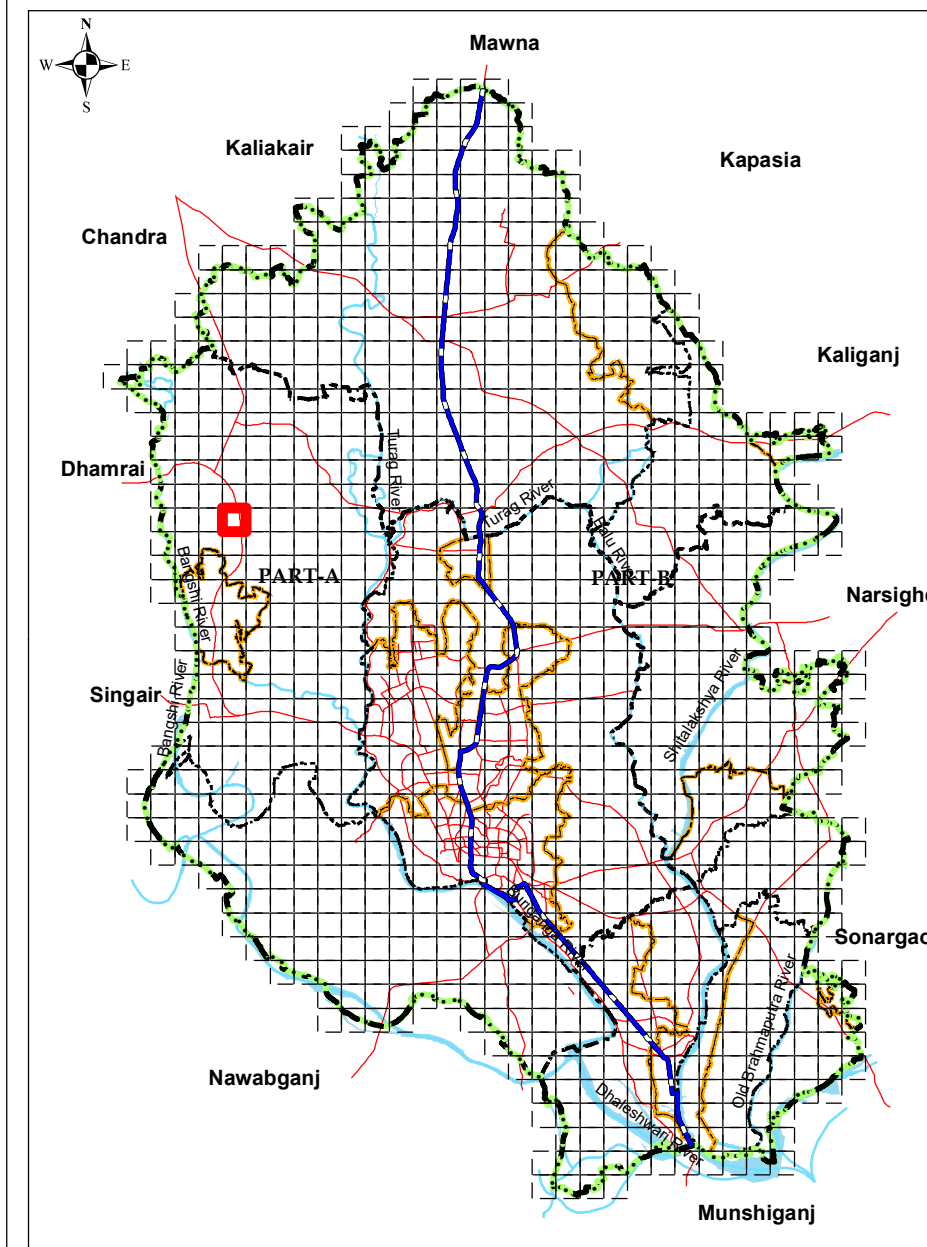 N
Mawna
W E
S
Kaliakair
Kapasia
Chandra
Kaliganj
Turag River
Dhamrai
Turag River
Balu River
Bangshi River
PART-A
PART-B
Narsighd
Shitalakshya River
Singair
Bangshi River
Buriganga River
Sonargao
Old Brahmaputra River
Nawabganj
Dhaleshwari River
Munshiganj